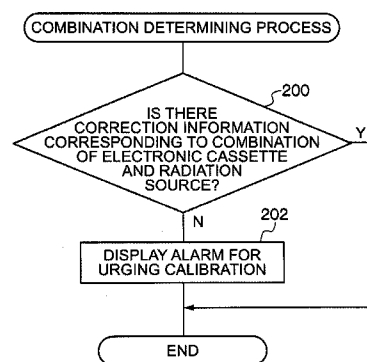 COMBINATION DETERMINING PROCESS
200
IS THERE
CORRECTION INFORMATION
CORRESPONDING TO COMBINATION
OF ELECTRONIC CASSETTE
AND RADIATION
SOURCE?
Y
N
202
DISPLAY ALARM FOR
URGING CALIBRATION
END